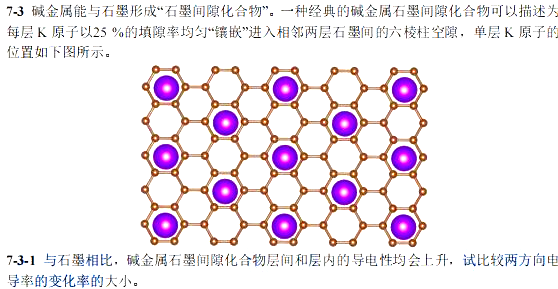 7-3 碱金属能与石墨形成“石墨间隙化合物”。一种经典的碱金属石墨间隙化合物可以描述为
每层 K 原子以25 %的填隙率均匀“镶嵌”进入相邻两层石墨间的六棱柱空隙，单层 K 原子的
位置如下图所示。
7-3-1 与石墨相比，碱金属石墨间隙化合物层间和层内的导电性均会上升，试比较两方向电
导率的变化率的大小。